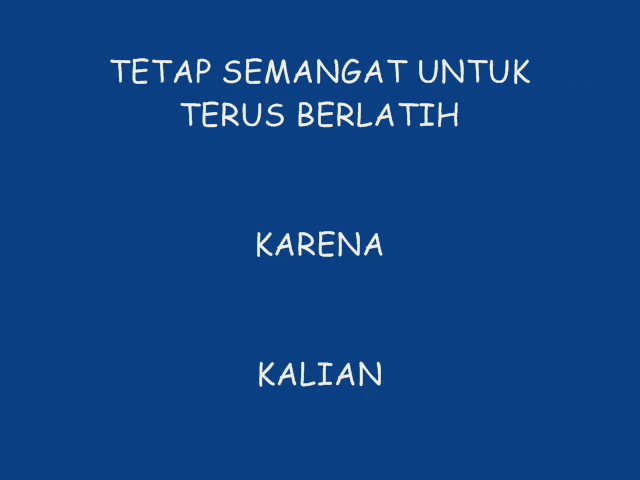 TETAP SEMANGAT UNTUK
TERUS BERLATIH
KARENA
KALIAN